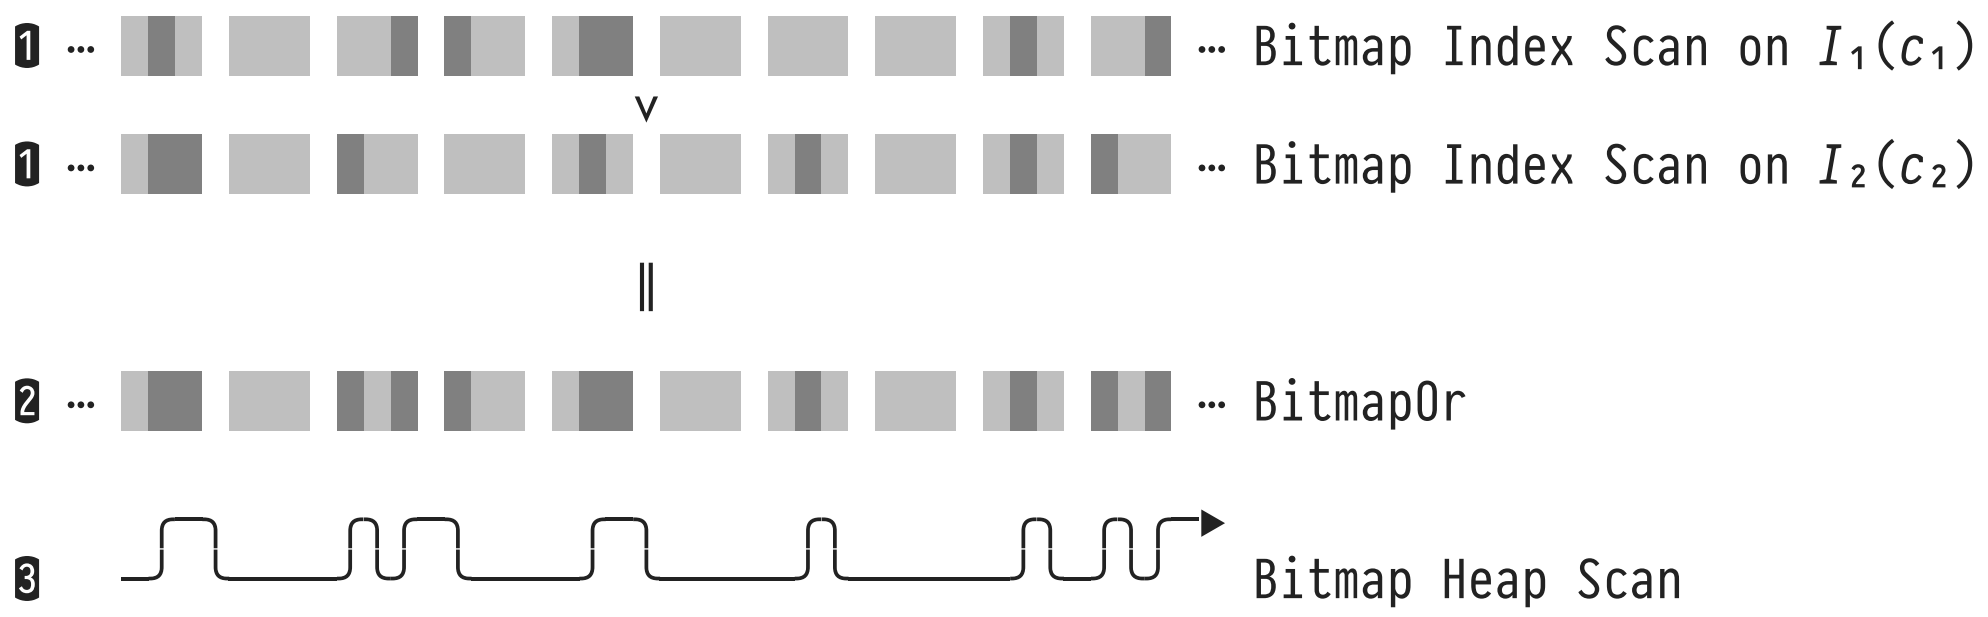 1 ··· ··· Bitmap Index Scan on I₁(c₁)
∨
1 ··· ··· Bitmap Index Scan on I₂(c₂)
‖
2 ··· ··· BitmapOr
3 Bitmap Heap Scan